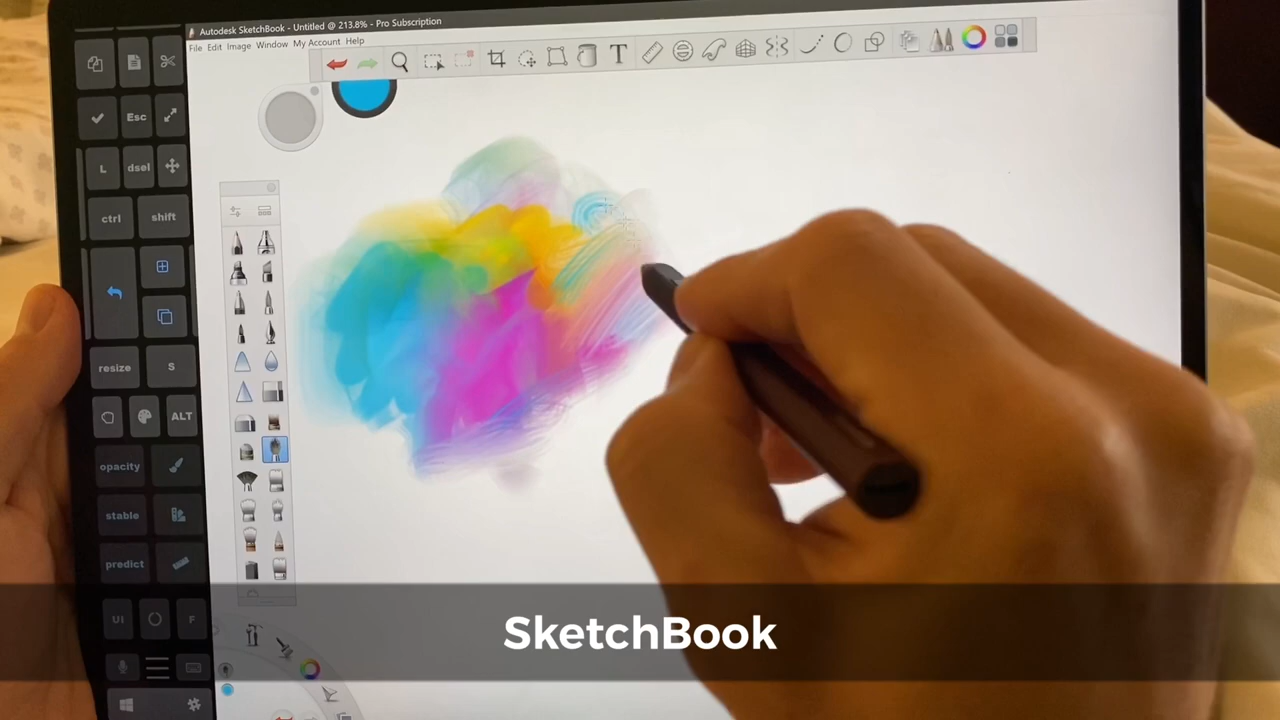 Autodesk SketchBook - Untitled @ 213.8% - Pro Subscription
File Edit Image Window My Account Help
T
Esc
L dsel
ctrl shift
resize S
ALT
opacity
stable
predict
UI F
SketchBook